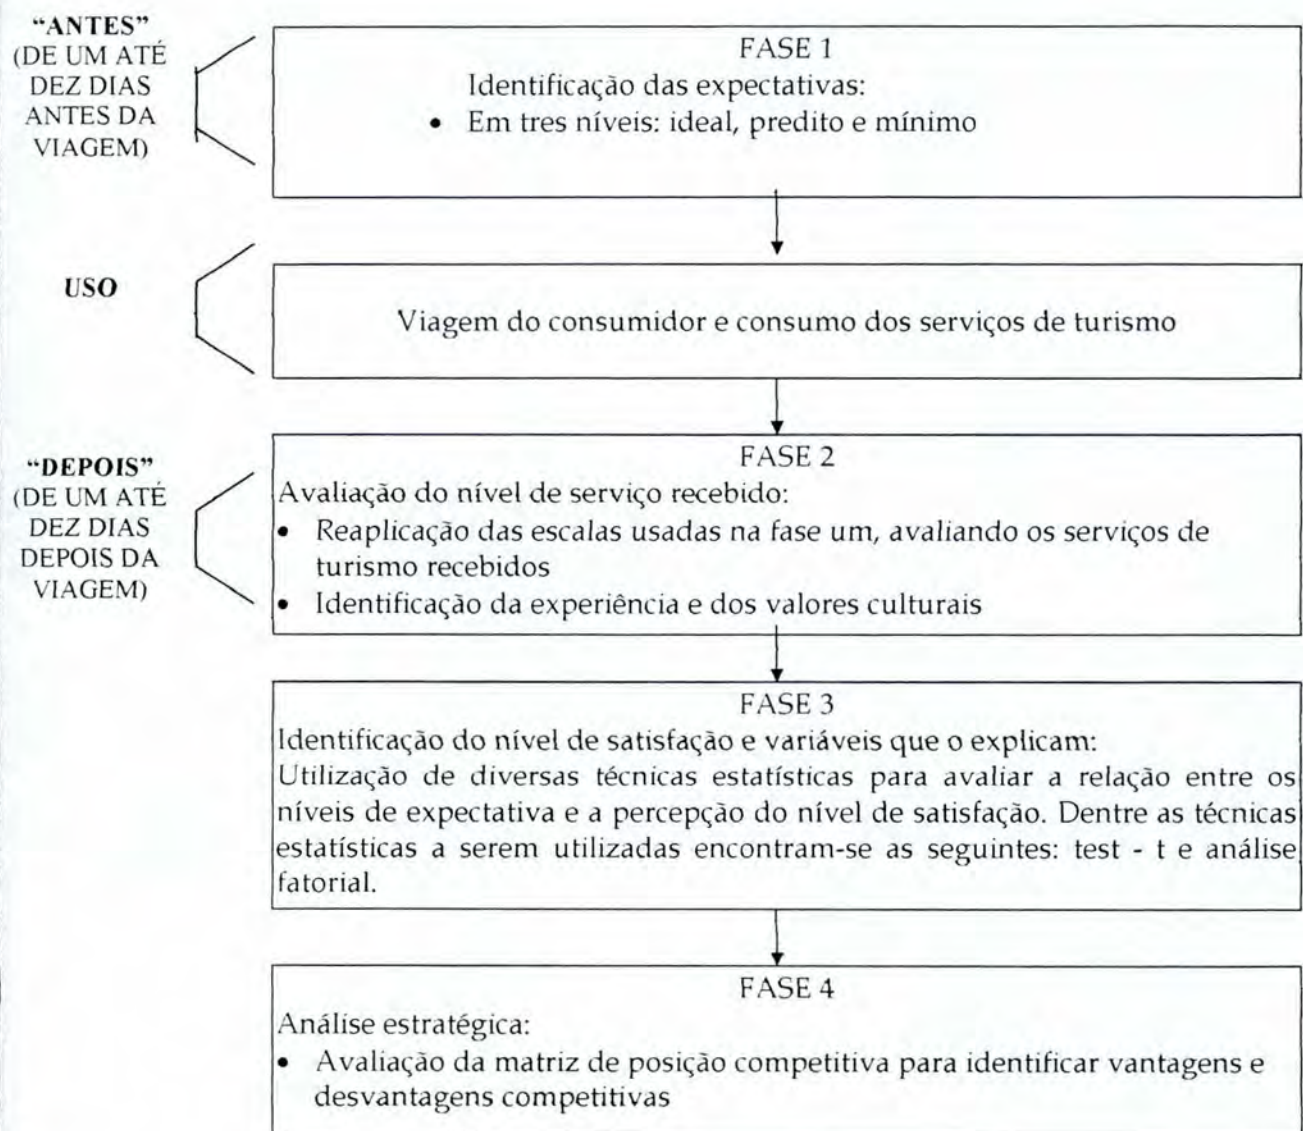 “ANTES”
(DE UM ATÉ
DEZ DIAS
ANTES DA
VIAGEM)
FASE 1
Identificação das expectativas:
• Em tres níveis: ideal, predito e mínimo
USO
Viagem do consumidor e consumo dos serviços de turismo
“DEPOIS”
(DE UM ATÉ
DEZ DIAS
DEPOIS DA
VIAGEM)
FASE 2
Avaliação do nível de serviço recebido:
• Reaplicação das escalas usadas na fase um, avaliando os serviços de
turismo recebidos
• Identificação da experiência e dos valores culturais
FASE 3
Identificação do nível de satisfação e variáveis que o explicam:
Utilização de diversas técnicas estatísticas para avaliar a relação entre os
níveis de expectativa e a percepção do nível de satisfação. Dentre as técnicas
estatísticas a serem utilizadas encontram-se as seguintes: test - t e análise
fatorial.
FASE 4
Análise estratégica:
• Avaliação da matriz de posição competitiva para identificar vantagens e
desvantagens competitivas